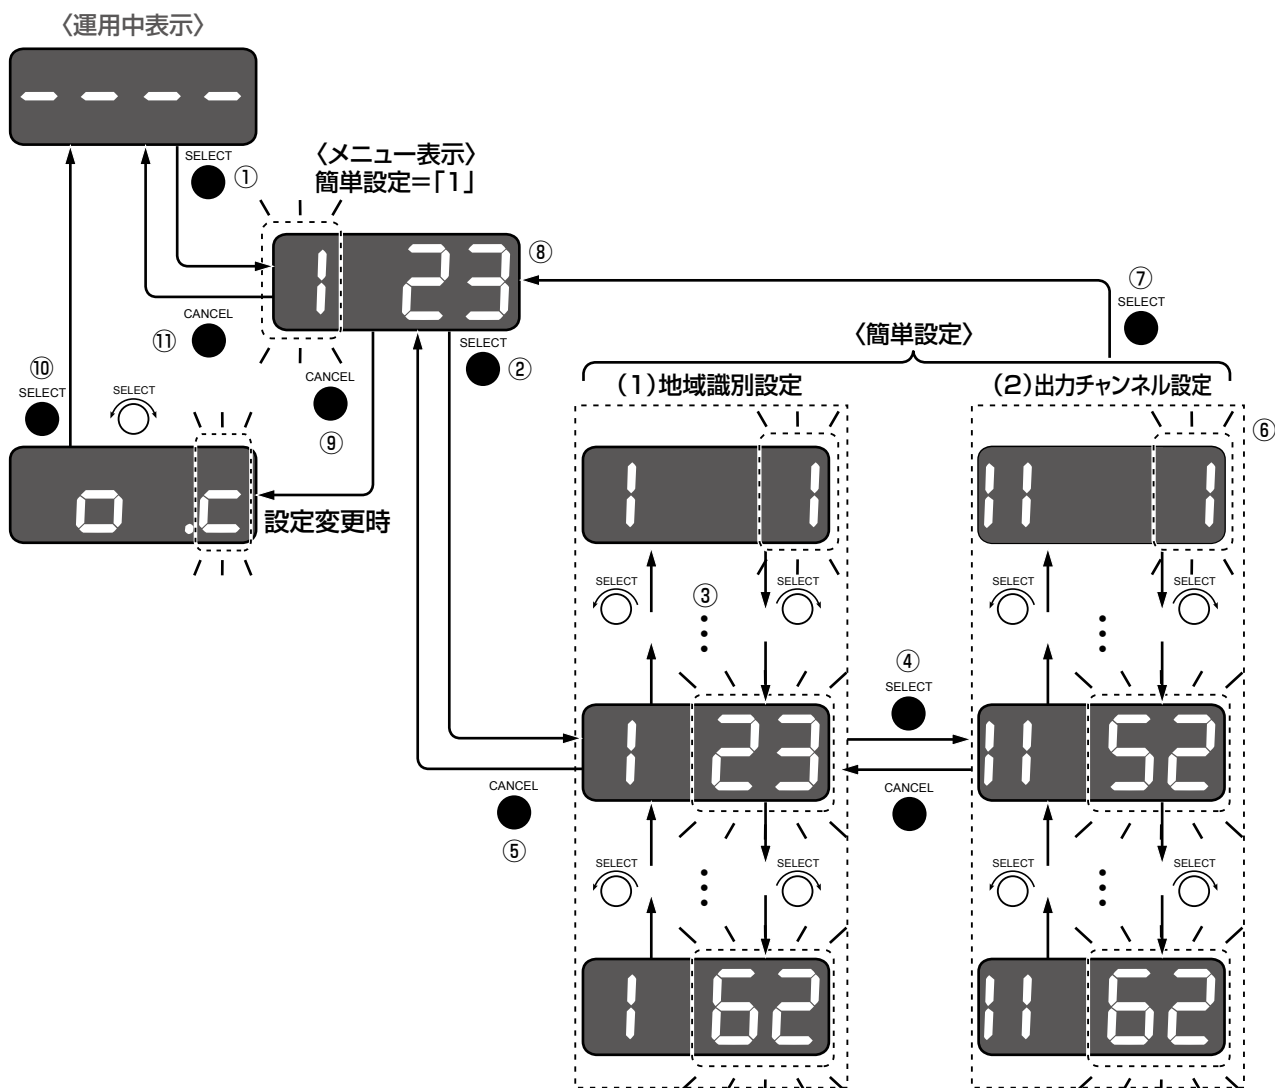 〈運用中表示〉
- - - -
SELECT
①
〈メニュー表示〉
簡単設定=「1」
1 23
⑧
⑦
SELECT
CANCEL
⑪
SELECT
②
〈簡単設定〉
⑩
SELECT
SELECT
CANCEL
⑨
(1)地域識別設定
(2)出力チャンネル設定
⑥
o .c
設定変更時
1 1
11 1
SELECT
③
SELECT
SELECT
SELECT
④
SELECT
1 23
11 52
CANCEL
⑤
CANCEL
SELECT
SELECT
SELECT
SELECT
1 62
11 62